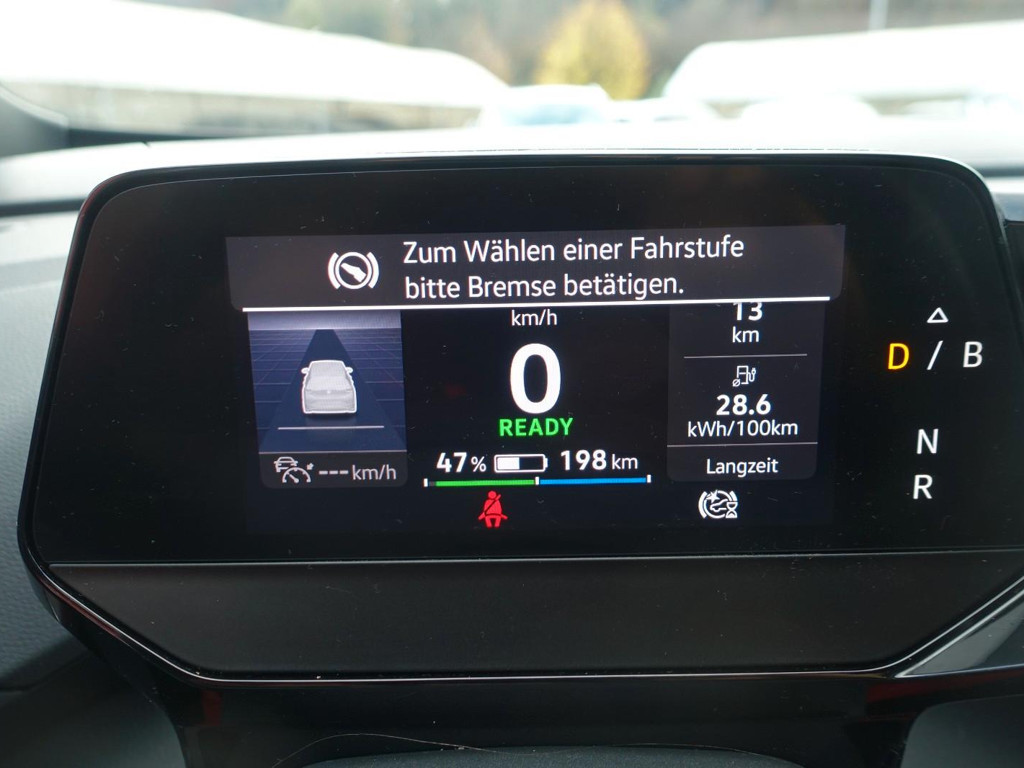 Zum Wählen einer Fahrstufe
bitte Bremse betätigen.
km/h
0
READY
47% 198 km
--- km/h
13
km
28.6
kWh/100km
Langzeit
D / B
N
R